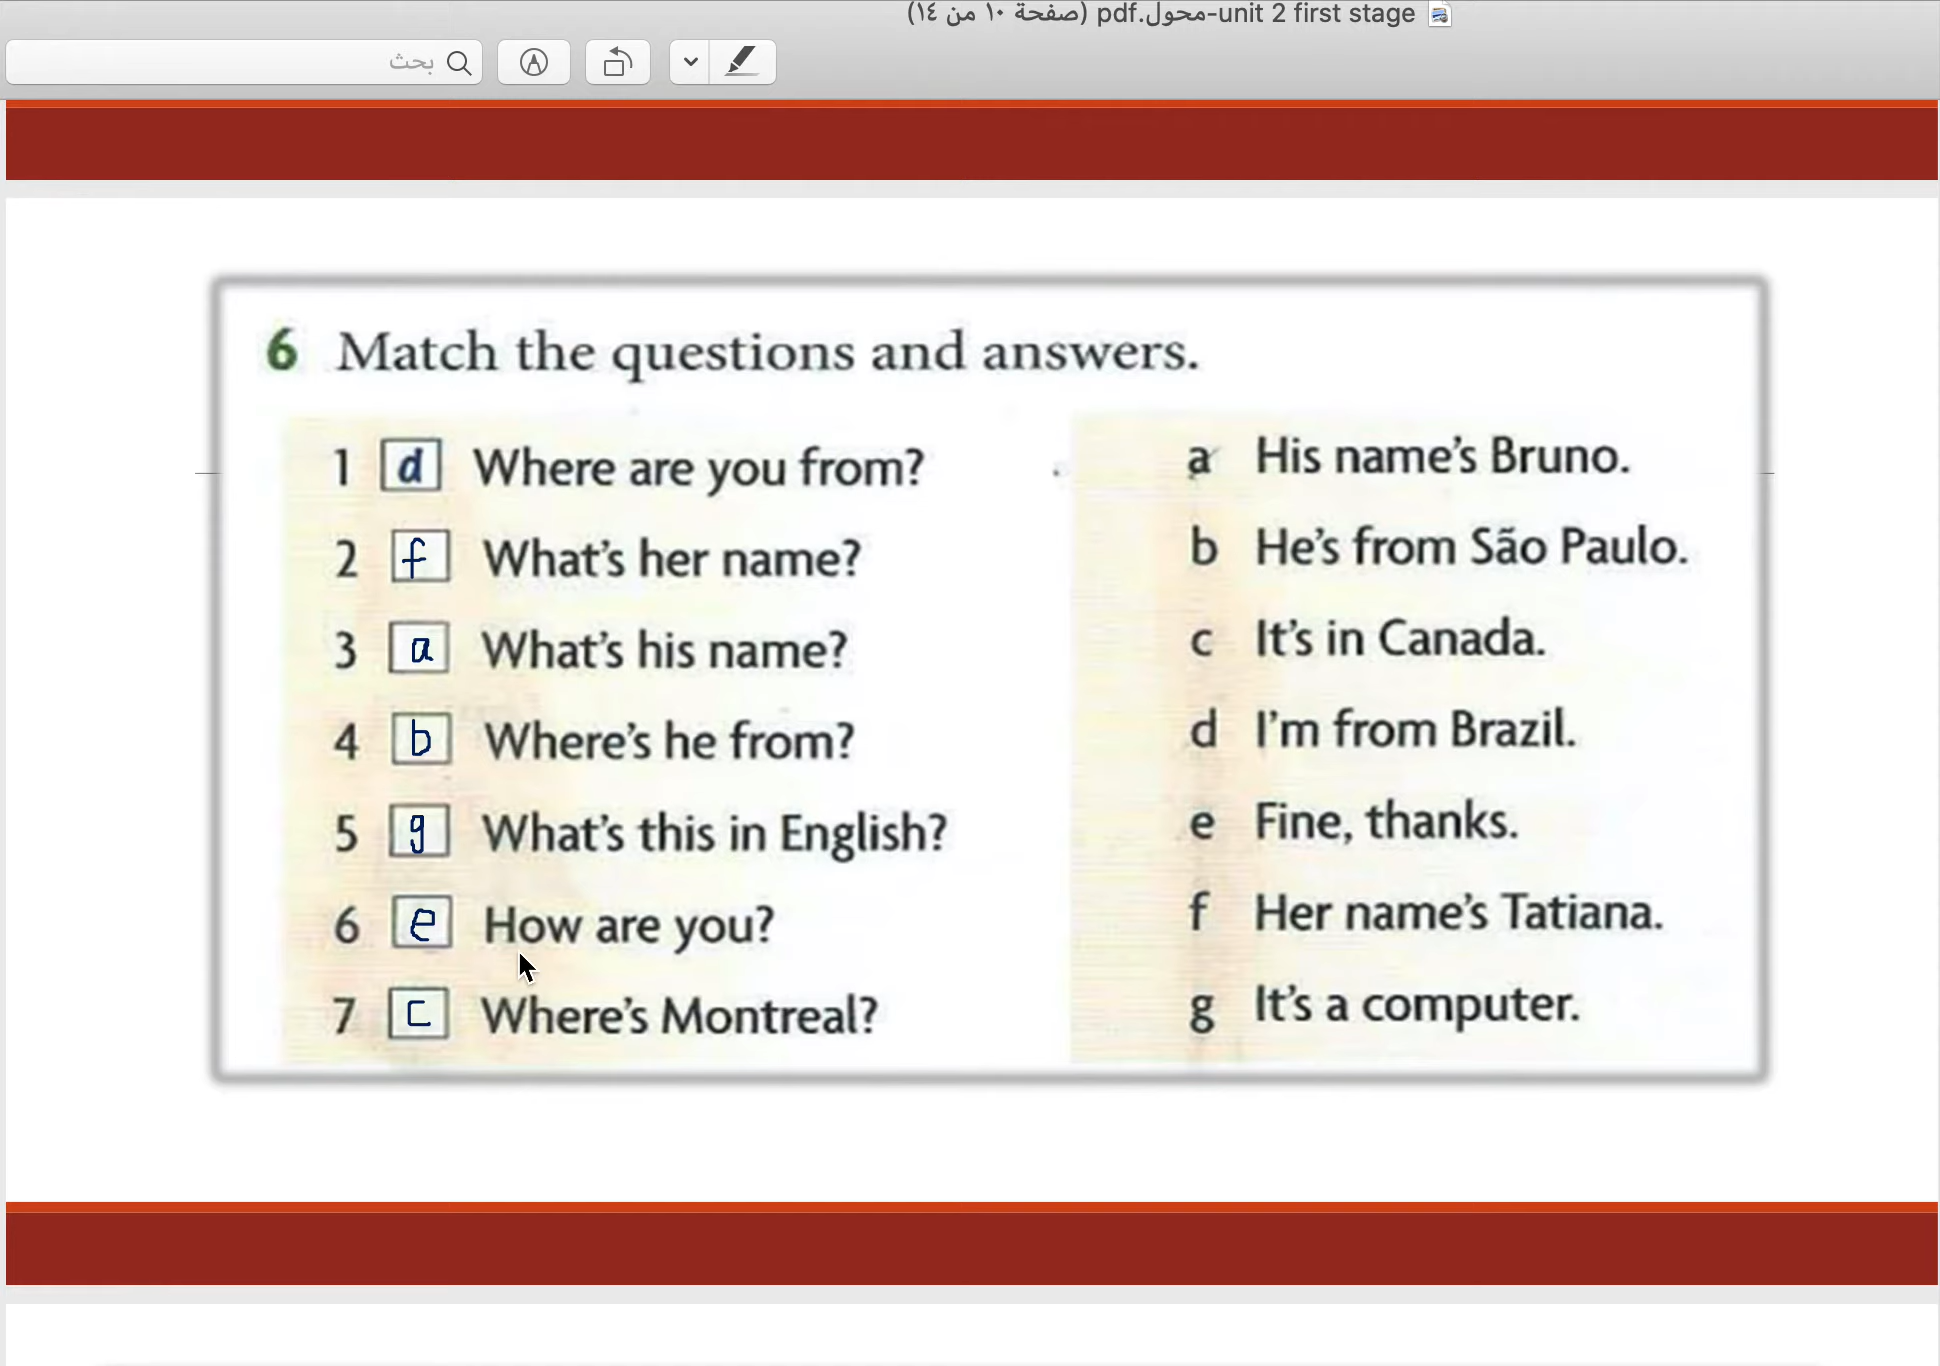 unit 2 first stage-محول.pdf (صفحة ١٠ من ١٤)
بحث
6 Match the questions and answers.
1 d Where are you from?
2 f What's her name?
3 a What's his name?
4 b Where's he from?
5 g What's this in English?
6 e How are you?
7 c Where's Montreal?
a His name's Bruno.
b He's from São Paulo.
c It's in Canada.
d I'm from Brazil.
e Fine, thanks.
f Her name's Tatiana.
g It's a computer.